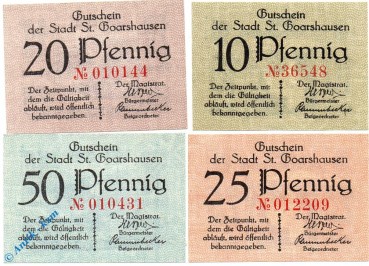 Gutschein
der Stadt St. Goarshausen
20 Pfennig
№ 010144
Der Zeitpunkt, mit
dem die Gültigkeit
abläuft, wird öffentlich
bekanntgegeben.
Der Magistrat.
Herpell
Bürgermeister
Beigeordneter
Gutschein
der Stadt St. Goarshausen
10 Pfennig
№ 36548
Der Zeitpunkt, mit
dem die Gültigkeit
abläuft, wird öffentlich
bekanntgegeben.
Der Magistrat.
Bürgermeister
Beigeordneter
Gutschein
der Stadt St. Goarshausen
50 Pfennig
№ 010431
Der Zeitpunkt, mit
dem die Gültigkeit
abläuft, wird öffentlich
bekanntgegeben.
Der Magistrat.
Bürgermeister
Beigeordneter
Gutschein
der Stadt St. Goarshausen
25 Pfennig
№ 012209
Der Zeitpunkt, mit
dem die Gültigkeit
abläuft, wird öffentlich
bekanntgegeben.
Der Magistrat.
Bürgermeister
Beigeordneter